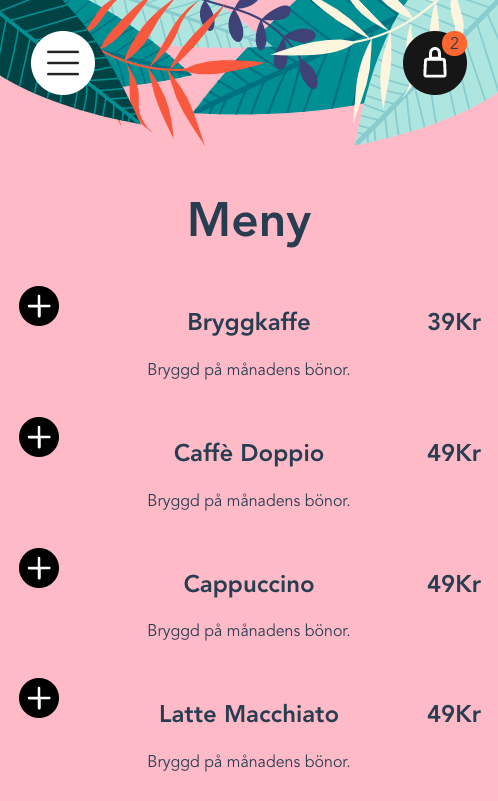 2
Meny
Bryggkaffe 39Kr
Bryggd på månadens bönor.
Caffè Doppio 49Kr
Bryggd på månadens bönor.
Cappuccino 49Kr
Bryggd på månadens bönor.
Latte Macchiato 49Kr
Bryggd på månadens bönor.